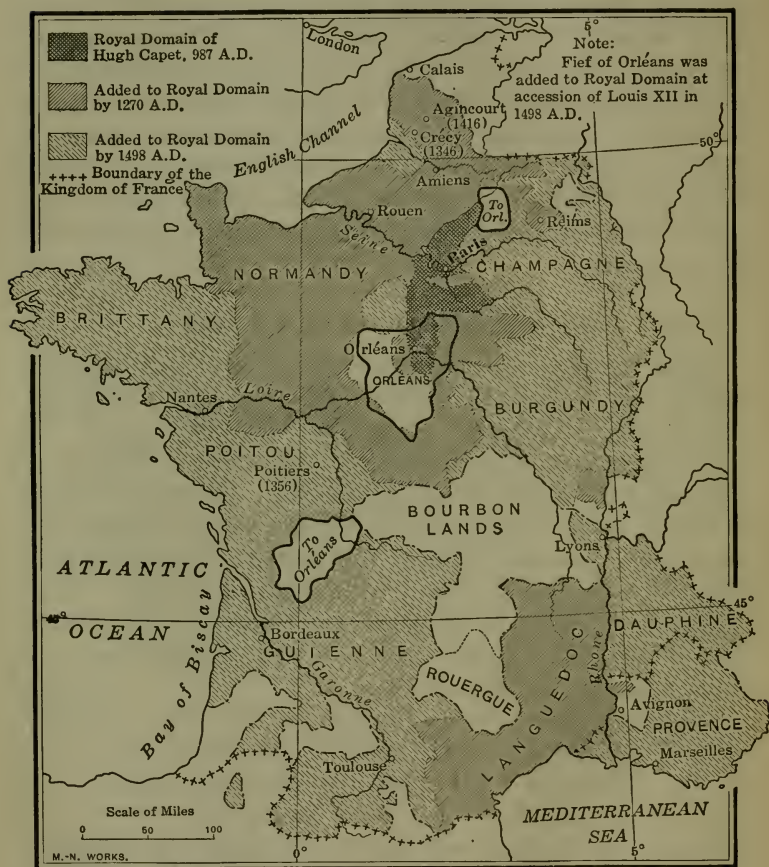 Royal Domain of
Hugh Capet, 987 A.D.
Added to Royal Domain
by 1270 A.D.
Added to Royal Domain
by 1498 A.D.
++++ Boundary of the
Kingdom of France
Note:
Fief of Orléans was
added to Royal Domain at
accession of Louis XII in
1498 A.D.
5°
London
Calais
Agincourt
(1416)
Crécy
(1346)
English Channel
50°
Amiens
To
Orl.
Rouen
Reims
Seine
Paris
NORMANDY
CHAMPAGNE
BRITTANY
Orléans
ORLÉANS
Nantes
Loire
BURGUNDY
POITOU
Poitiers
(1356)
BOURBON
LANDS
To
Orléans
Lyons
ATLANTIC
OCEAN
45°
45°
DAUPHINE
Bay of Biscay
Bordeaux
GUIENNE
Garonne
ROUERGUE
LANGUEDOC
Rhone
Avignon
PROVENCE
Marseilles
Toulouse
Scale of Miles
0 50 100
MEDITERRANEAN
SEA
M.-N. WORKS.
0°
5°